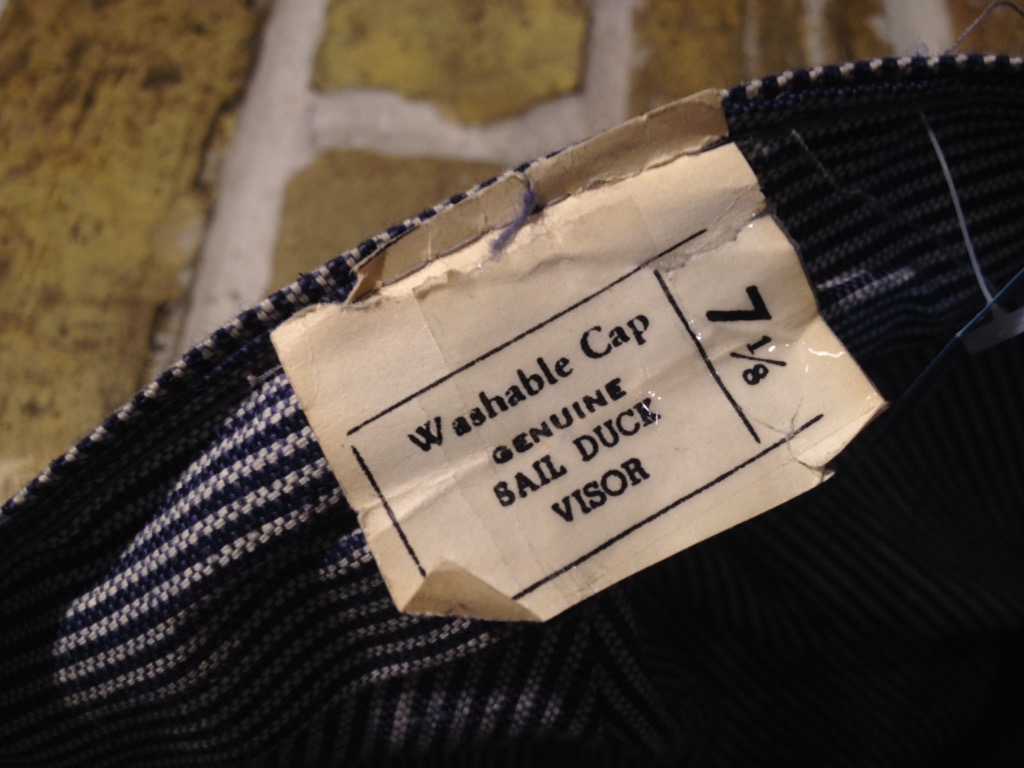 Washable Cap
GENUINE
SAIL DUCK
VISOR
7 1/8